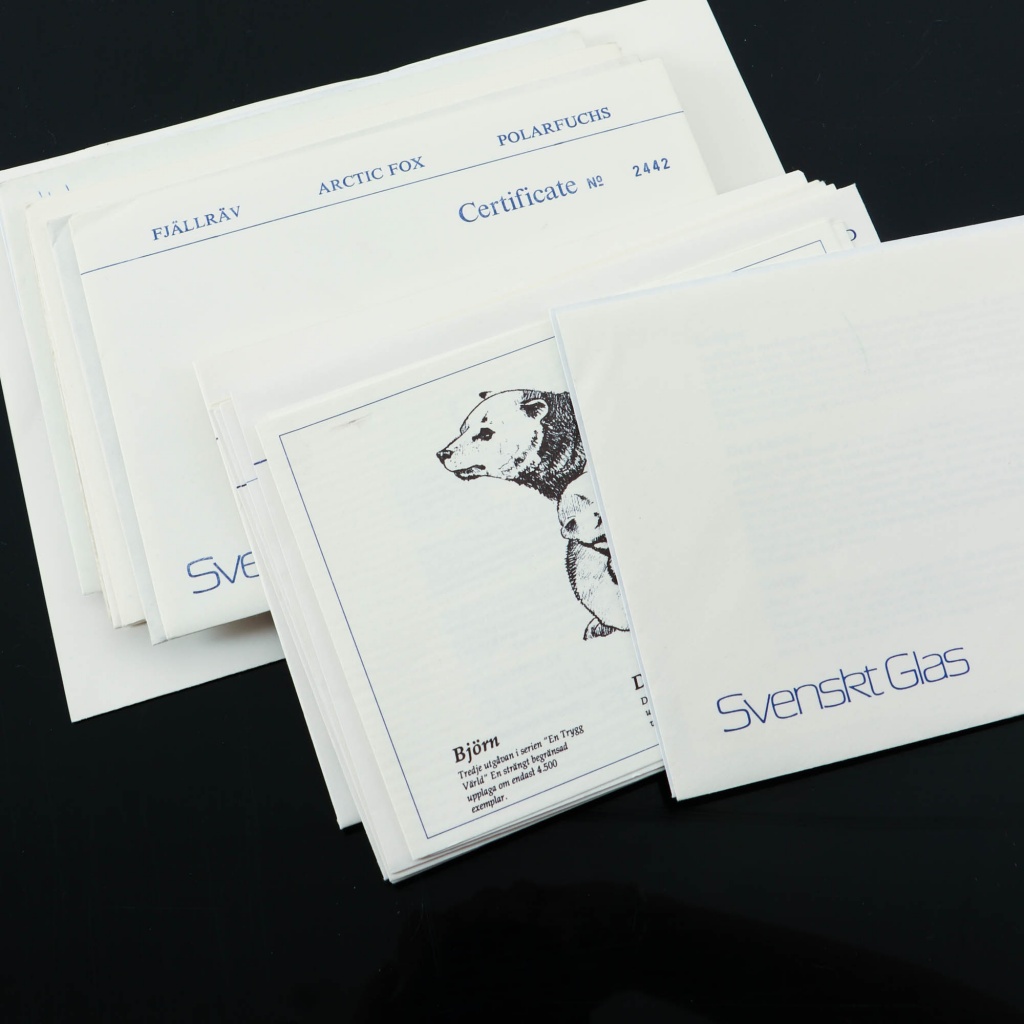 FJÄLLRÄV ARCTIC FOX POLARFUCHS
Certificate Nº 2442
Sve
Björn
Tredje utgåvan i serien "En Trygg
Värld" En strängt begränsad
upplaga om endast 4.500
exemplar.
D
D
u
t
Svenskt Glas